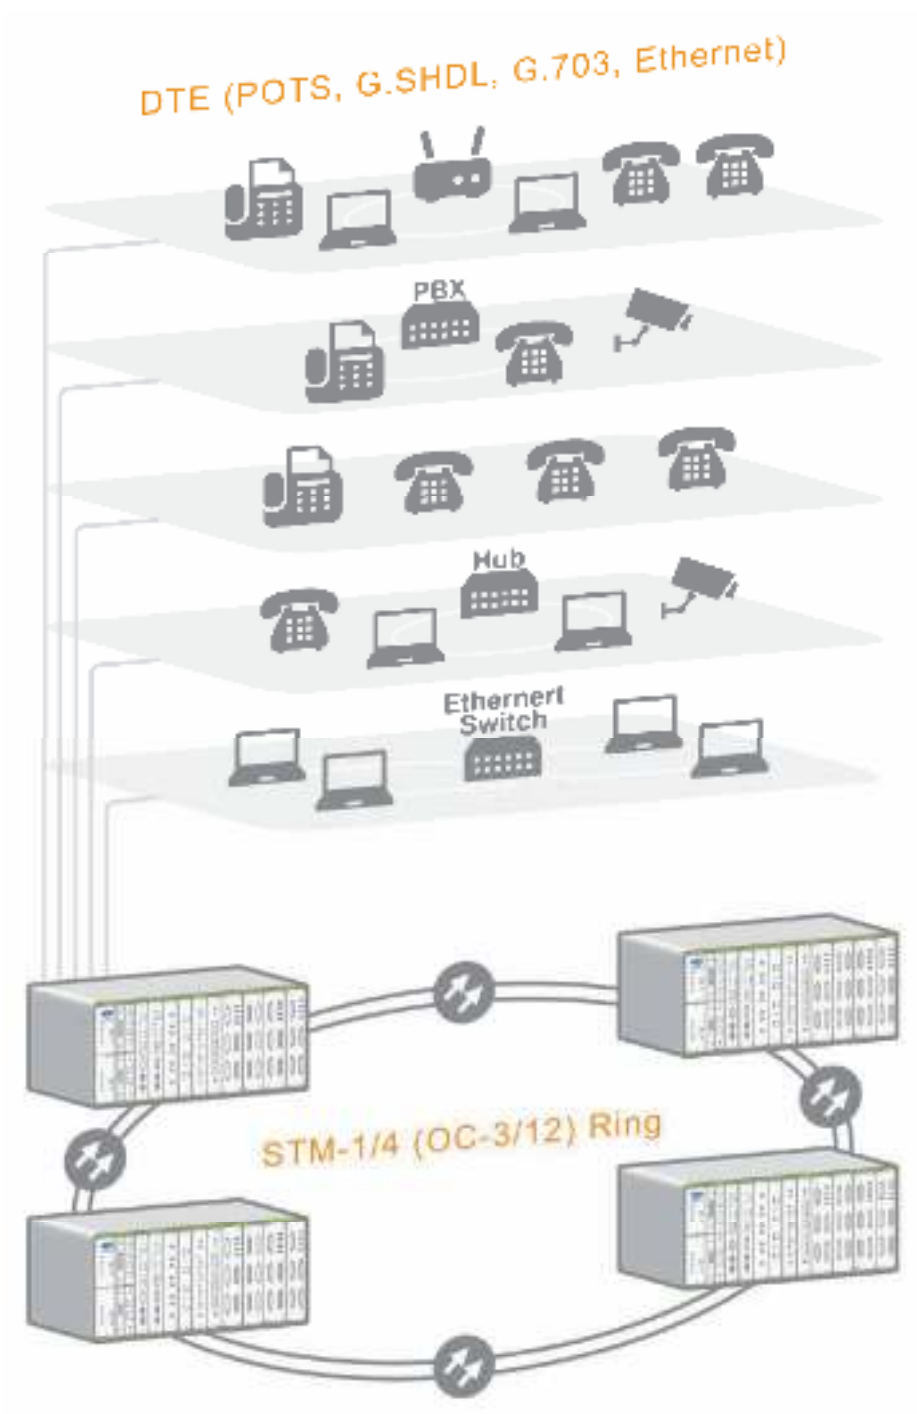 DTE (POTS, G.SHDL, G.703, Ethernet)
PBX
Hub
Ethernert
Switch
STM-1/4 (OC-3/12) Ring